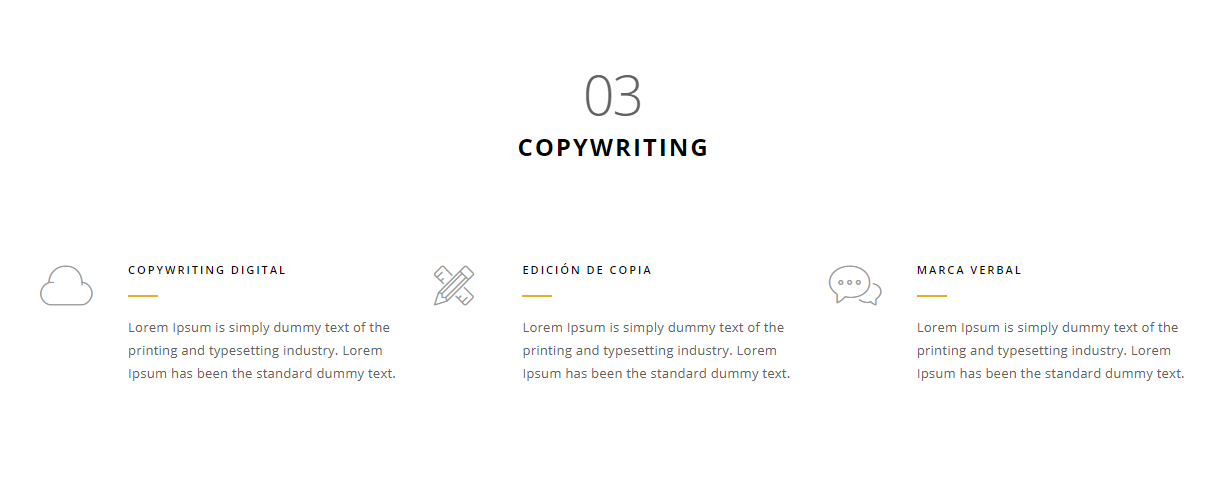 03
COPYWRITING
COPYWRITING DIGITAL
Lorem Ipsum is simply dummy text of the
printing and typesetting industry. Lorem
Ipsum has been the standard dummy text.
EDICIÓN DE COPIA
Lorem Ipsum is simply dummy text of the
printing and typesetting industry. Lorem
Ipsum has been the standard dummy text.
MARCA VERBAL
Lorem Ipsum is simply dummy text of the
printing and typesetting industry. Lorem
Ipsum has been the standard dummy text.